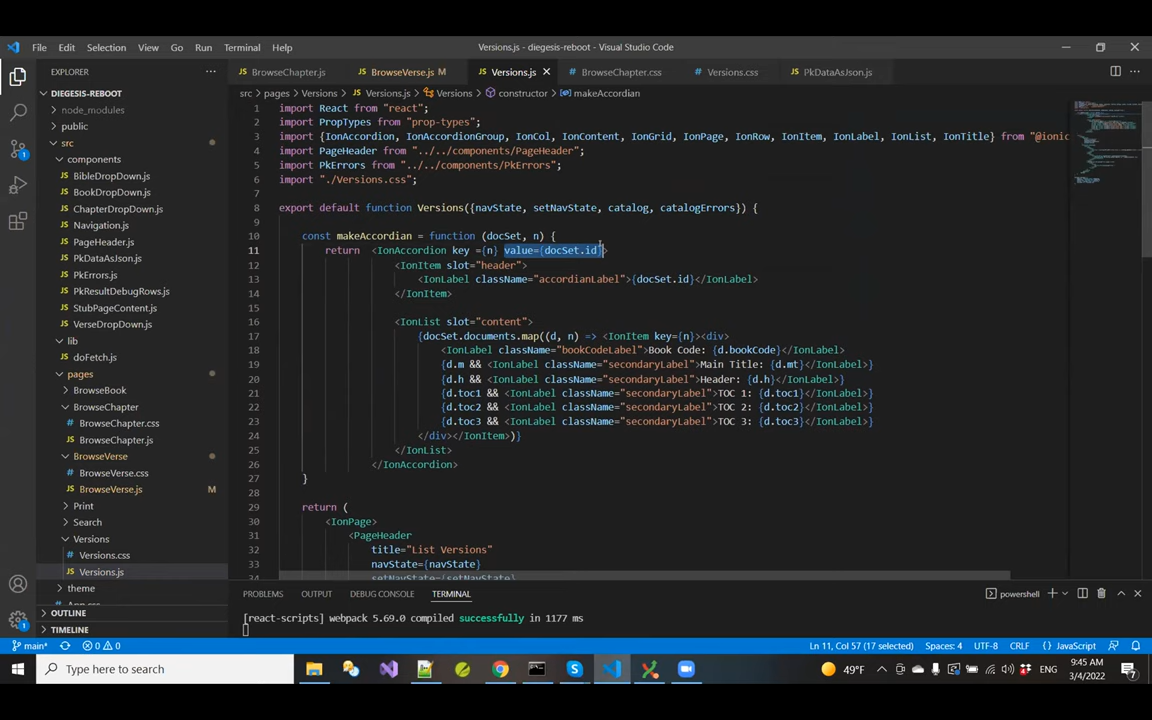 File Edit Selection View Go Run Terminal Help
Versions.js - diegesis-reboot - Visual Studio Code
EXPLORER
BrowseChapter.js
BrowseVerse.js M
Versions.js
BrowseChapter.css
Versions.css
PkDataAsJson.js
DIEGESIS-REBOOT
src > pages > Versions > Versions.js > Versions > constructor > makeAccordian
node_modules
public
src
components
BibleDropDown.js
BookDropDown.js
ChapterDropDown.js
Navigation.js
PageHeader.js
PkDataAsJson.js
PkErrors.js
PkResultDebugRows.js
StubPageContent.js
VerseDropDown.js
lib
doFetch.js
pages
BrowseBook
BrowseChapter
BrowseChapter.css
BrowseChapter.js
BrowseVerse
BrowseVerse.css
BrowseVerse.js M
Print
Search
Versions
Versions.css
Versions.js
theme
OUTLINE
TIMELINE
1 import React from "react";
2 import PropTypes from "prop-types";
3 import {IonAccordion, IonAccordionGroup, IonCol, IonContent, IonGrid, IonPage, IonRow, IonItem, IonLabel, IonList, IonTitle} from "@ionic
4 import PageHeader from "../../components/PageHeader";
5 import PkErrors from "../../components/PkErrors";
6 import "./Versions.css";
7
8 export default function Versions({navState, setNavState, catalog, catalogErrors}) {
9
10 const makeAccordian = function (docSet, n) {
11 return <IonAccordion key ={n} value={docSet.id}>
12 <IonItem slot="header">
13 <IonLabel className="accordianLabel">{docSet.id}</IonLabel>
14 </IonItem>
15
16 <IonList slot="content">
17 {docSet.documents.map((d, n) => <IonItem key={n}><div>
18 <IonLabel className="bookCodeLabel">Book Code: {d.bookCode}</IonLabel>
19 {d.m && <IonLabel className="secondaryLabel">Main Title: {d.mt}</IonLabel>}
20 {d.h && <IonLabel className="secondaryLabel">Header: {d.h}</IonLabel>}
21 {d.toc1 && <IonLabel className="secondaryLabel">TOC 1: {d.toc1}</IonLabel>}
22 {d.toc2 && <IonLabel className="secondaryLabel">TOC 2: {d.toc2}</IonLabel>}
23 {d.toc3 && <IonLabel className="secondaryLabel">TOC 3: {d.toc3}</IonLabel>}
24 </div></IonItem>)}
25 </IonList>
26 </IonAccordion>
27 }
28
29 return (
30 <IonPage>
31 <PageHeader
32 title="List Versions"
33 navState={navState}
34 setNavState={setNavState}
PROBLEMS OUTPUT DEBUG CONSOLE TERMINAL
powershell
[react-scripts] webpack 5.69.0 compiled successfully in 1177 ms
main* 0 0
Ln 11, Col 57 (17 selected) Spaces: 4 UTF-8 CRLF {} JavaScript
Type here to search
49°F
ENG
9:45 AM
3/4/2022